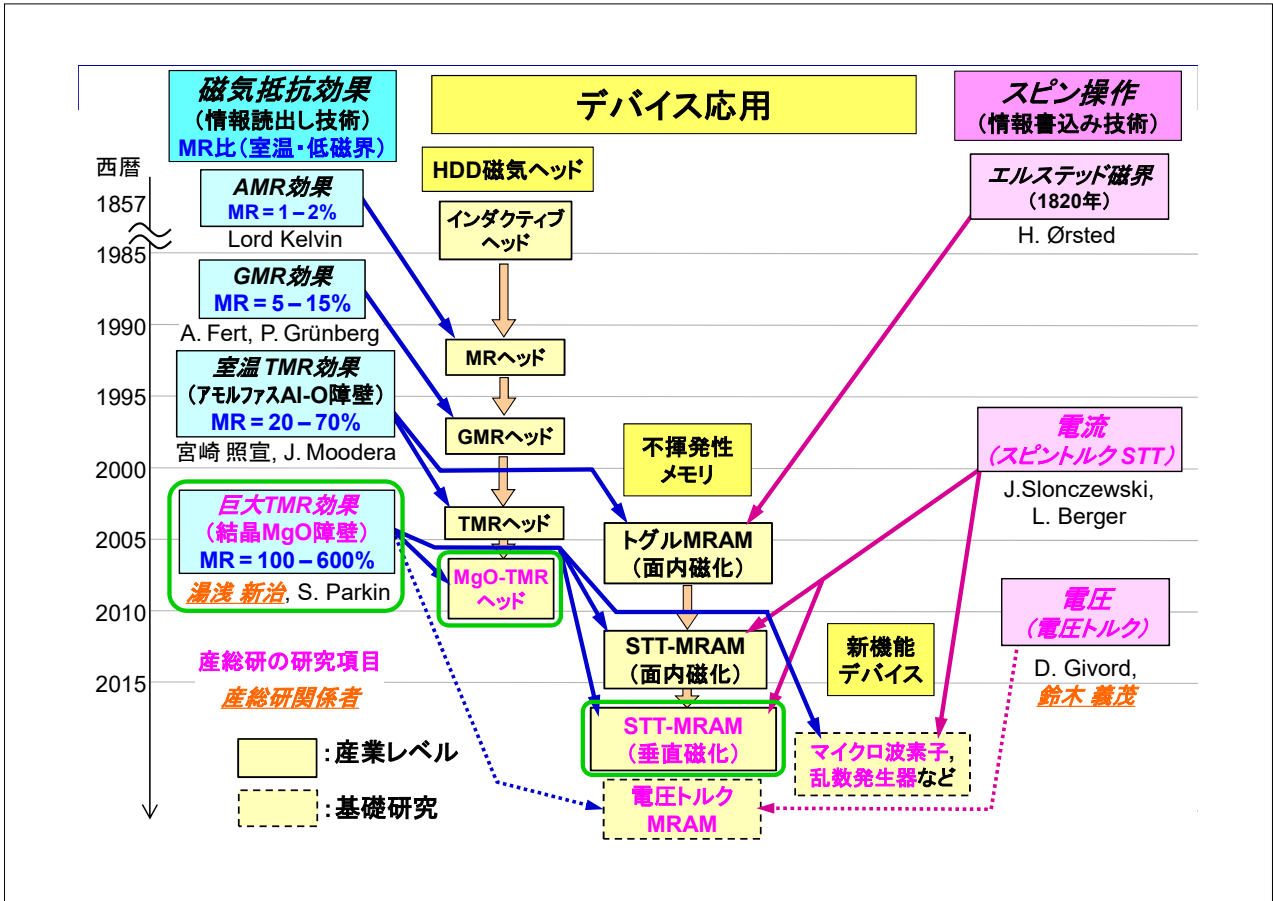 磁気抵抗効果
（情報読出し技術）
MR比（室温・低磁界）
デバイス応用
スピン操作
（情報書込み技術）
西暦
1857
1985
1990
1995
2000
2005
2010
2015
AMR効果
MR = 1 – 2%
Lord Kelvin
GMR効果
MR = 5 – 15%
A. Fert, P. Grünberg
室温 TMR効果
（アモルファスAl-O障壁）
MR = 20 – 70%
宮崎 照宣, J. Moodera
巨大TMR効果
（結晶MgO障壁）
MR = 100 – 600%
湯浅 新治, S. Parkin
産総研の研究項目
産総研関係者
：産業レベル
：基礎研究
HDD磁気ヘッド
インダクティブ
ヘッド
MRヘッド
GMRヘッド
TMRヘッド
MgO-TMR
ヘッド
不揮発性
メモリ
トグルMRAM
（面内磁化）
STT-MRAM
（面内磁化）
STT-MRAM
（垂直磁化）
電圧トルク
MRAM
新機能
デバイス
マイクロ波素子,
乱数発生器など
エルステッド磁界
（1820年）
H. Ørsted
電流
（スピントルク STT）
J.Slonczewski,
L. Berger
電圧
（電圧トルク）
D. Givord,
鈴木 義茂